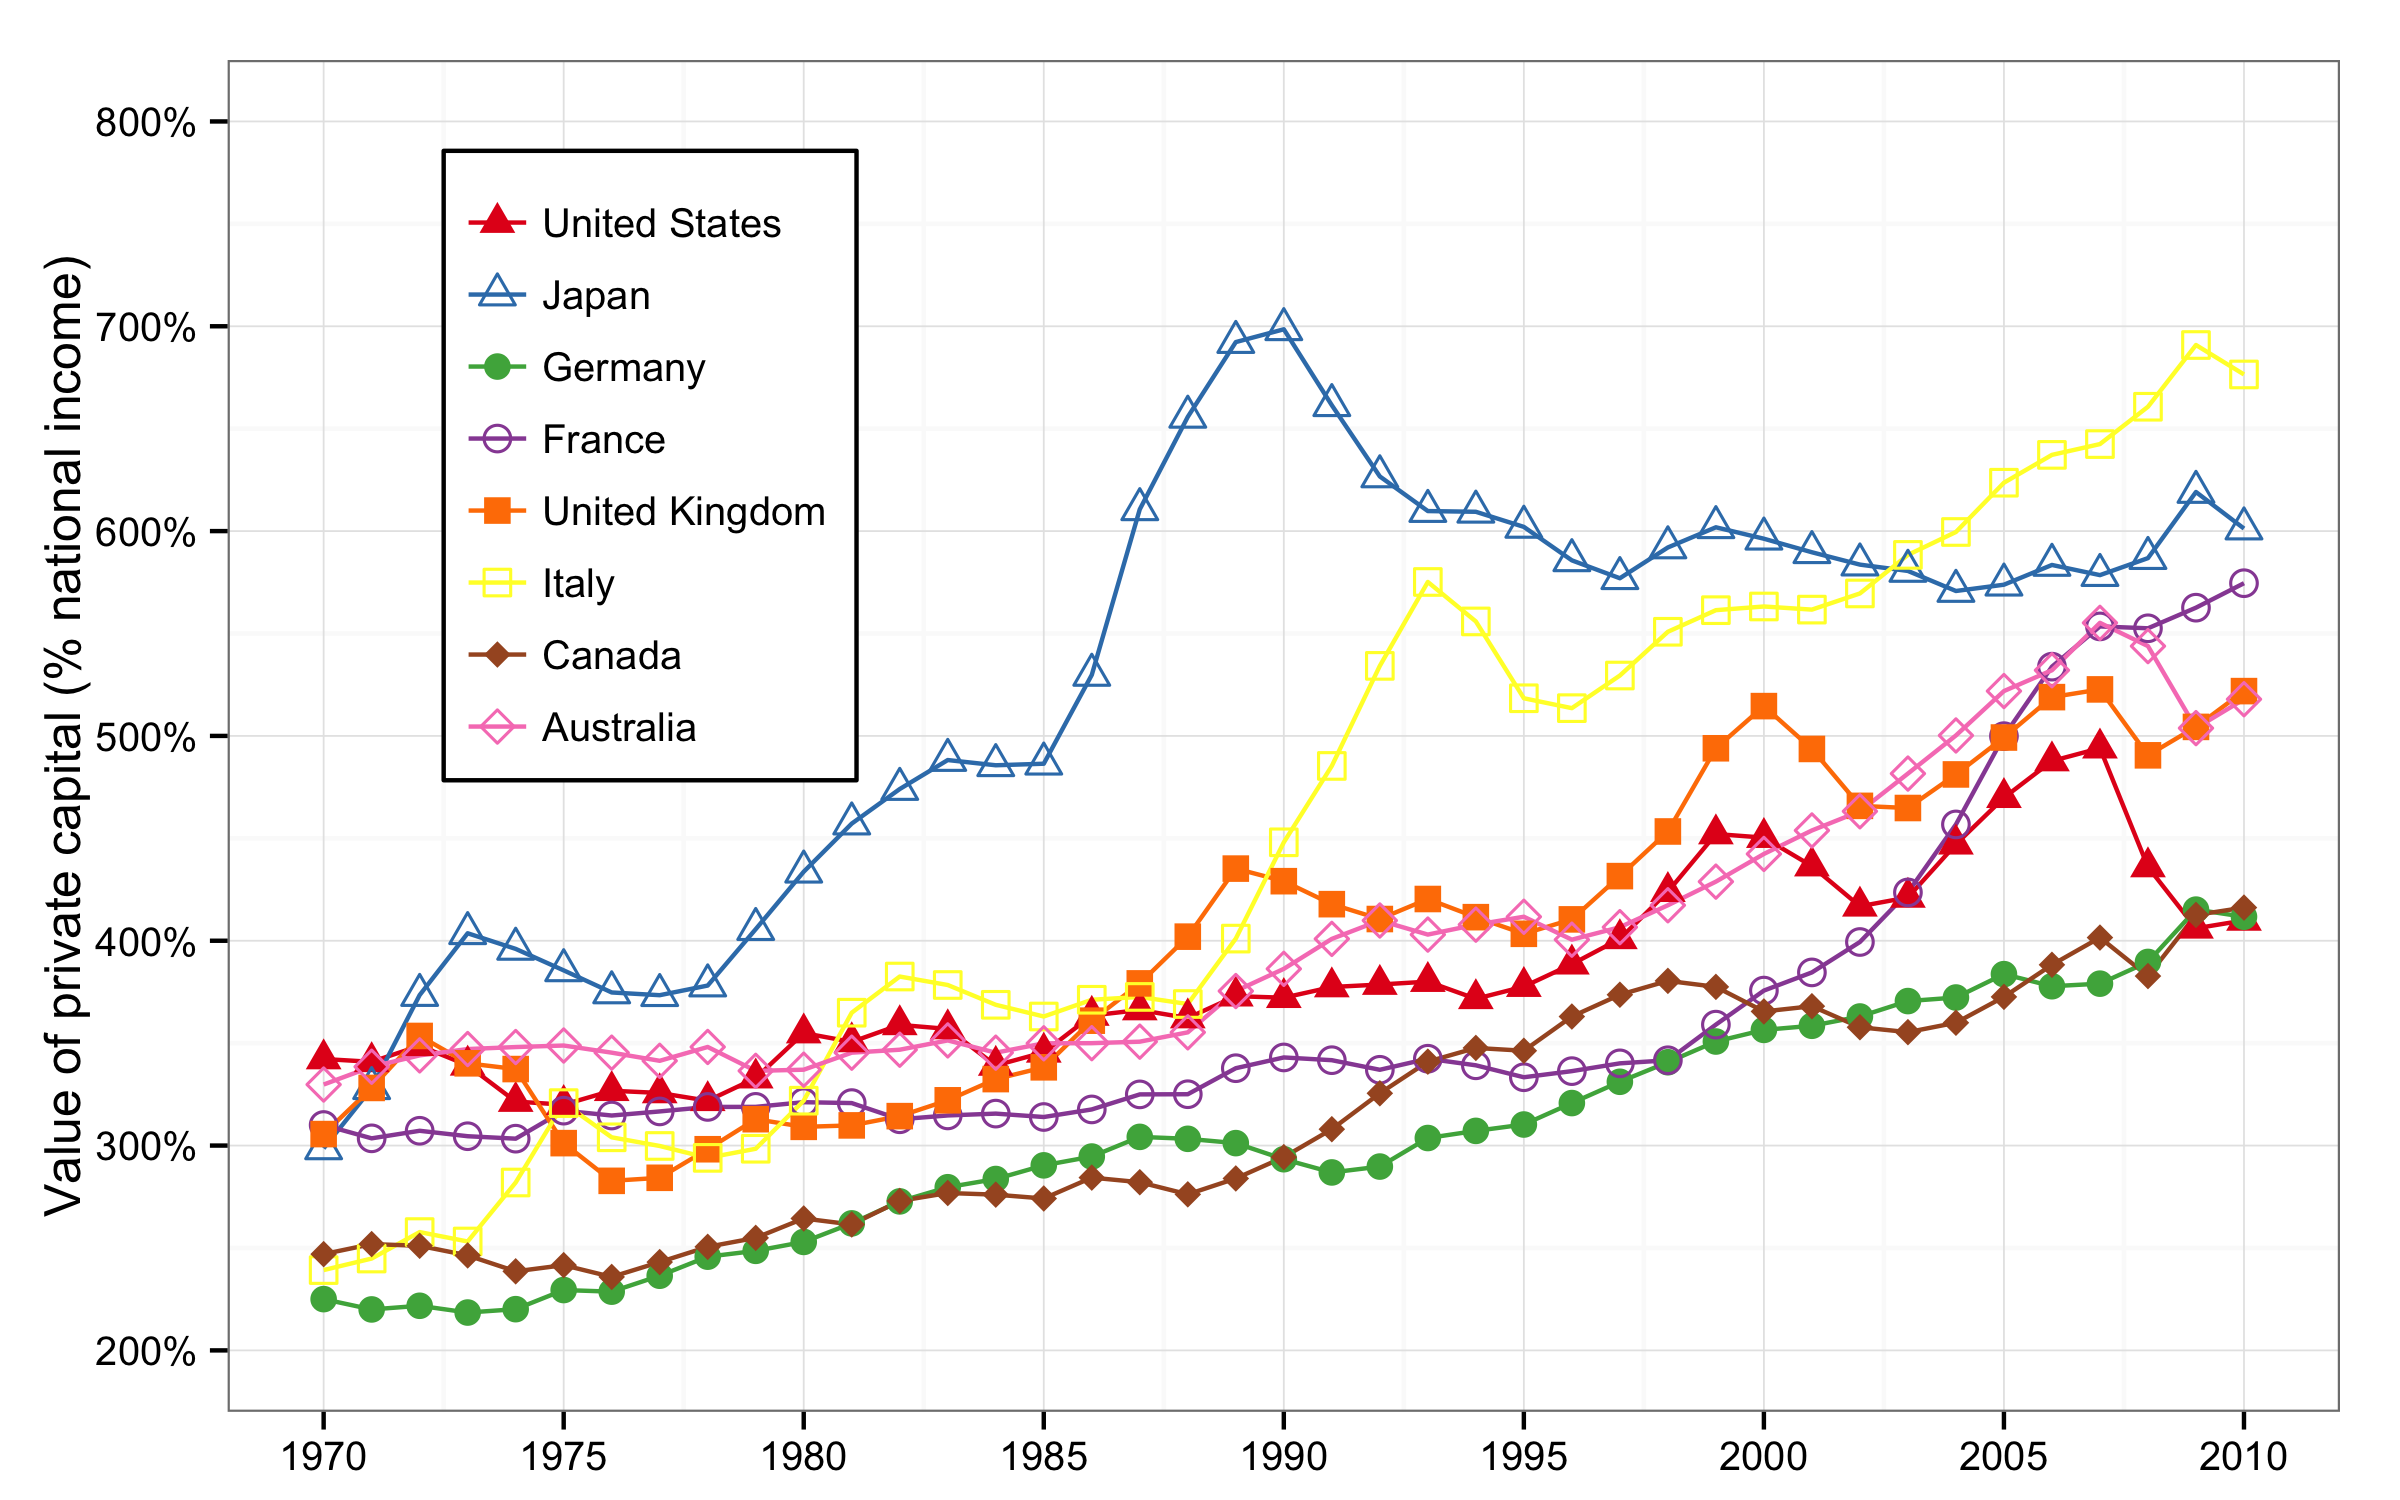 Value of private capital (% national income)
800%
700%
600%
500%
400%
300%
200%
United States
Japan
Germany
France
United Kingdom
Italy
Canada
Australia
1970 1975 1980 1985 1990 1995 2000 2005 2010